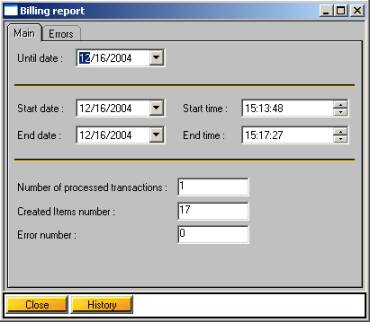 Billing report
Main Errors
Until date : 12/16/2004
Start date : 12/16/2004 Start time : 15:13:48
End date : 12/16/2004 End time : 15:17:27
Number of processed transactions : 1
Created Items number : 17
Error number : 0
Close History